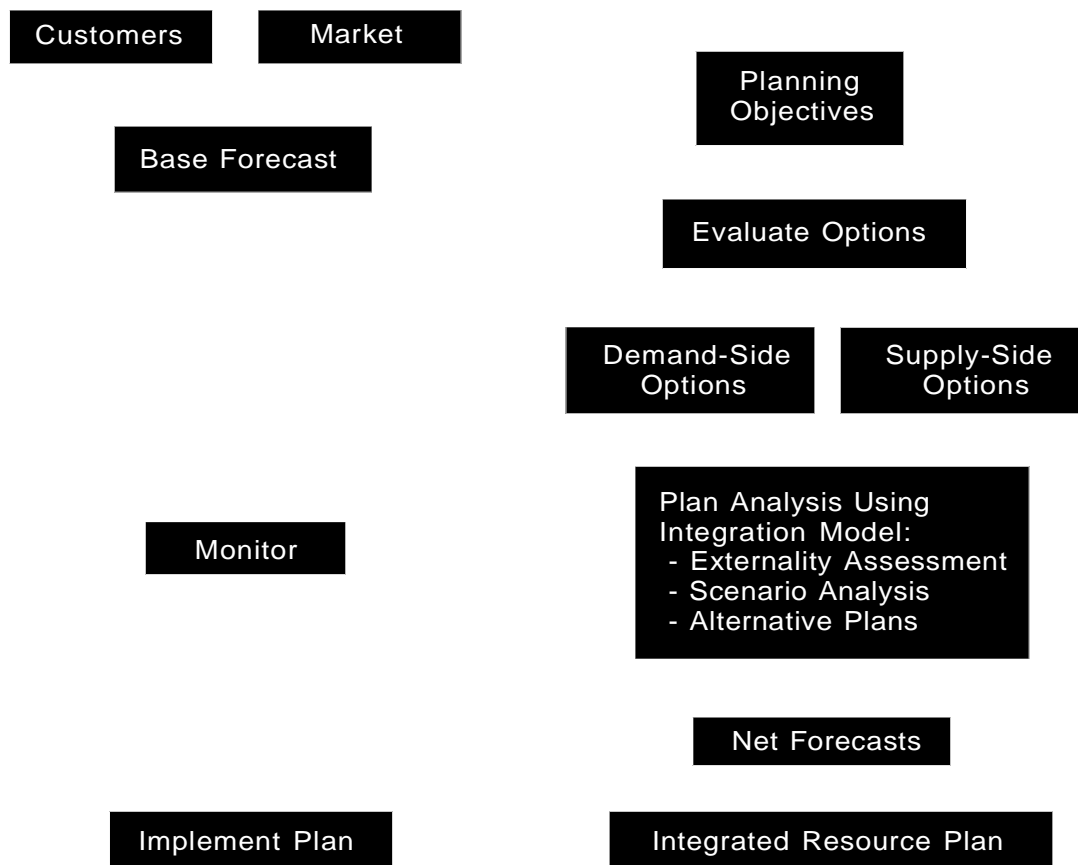 Customers
Market
Planning
Objectives
Base Forecast
Evaluate Options
Demand-Side
Options
Supply-Side
Options
Plan Analysis Using
Integration Model:
- Externality Assessment
- Scenario Analysis
- Alternative Plans
Monitor
Net Forecasts
Implement Plan
Integrated Resource Plan